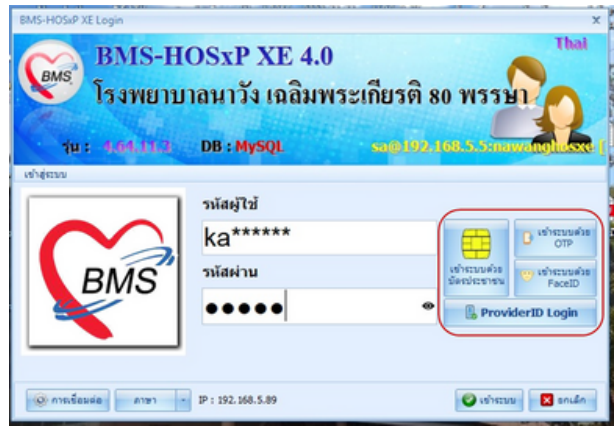 BMS-HOSxP XE Login
x
Thai
BMS-HOSxP XE 4.0
BMS
โรงพยาบาลนาวัง เฉลิมพระเกียรติ 80 พรรษา
รุ่น : 4.64.11.3 DB : MySQL sa@192.168.5.5:nawanghosxe [
เข้าสู่ระบบ
รหัสผู้ใช้
ka******
รหัสผ่าน
●●●●●
BMS
เข้าระบบด้วย
บัตรประชาชน
เข้าระบบด้วย
OTP
เข้าระบบด้วย
FaceID
ProviderID Login
การเชื่อมต่อ ภาษา IP : 192.168.5.89 เข้าระบบ ยกเลิก